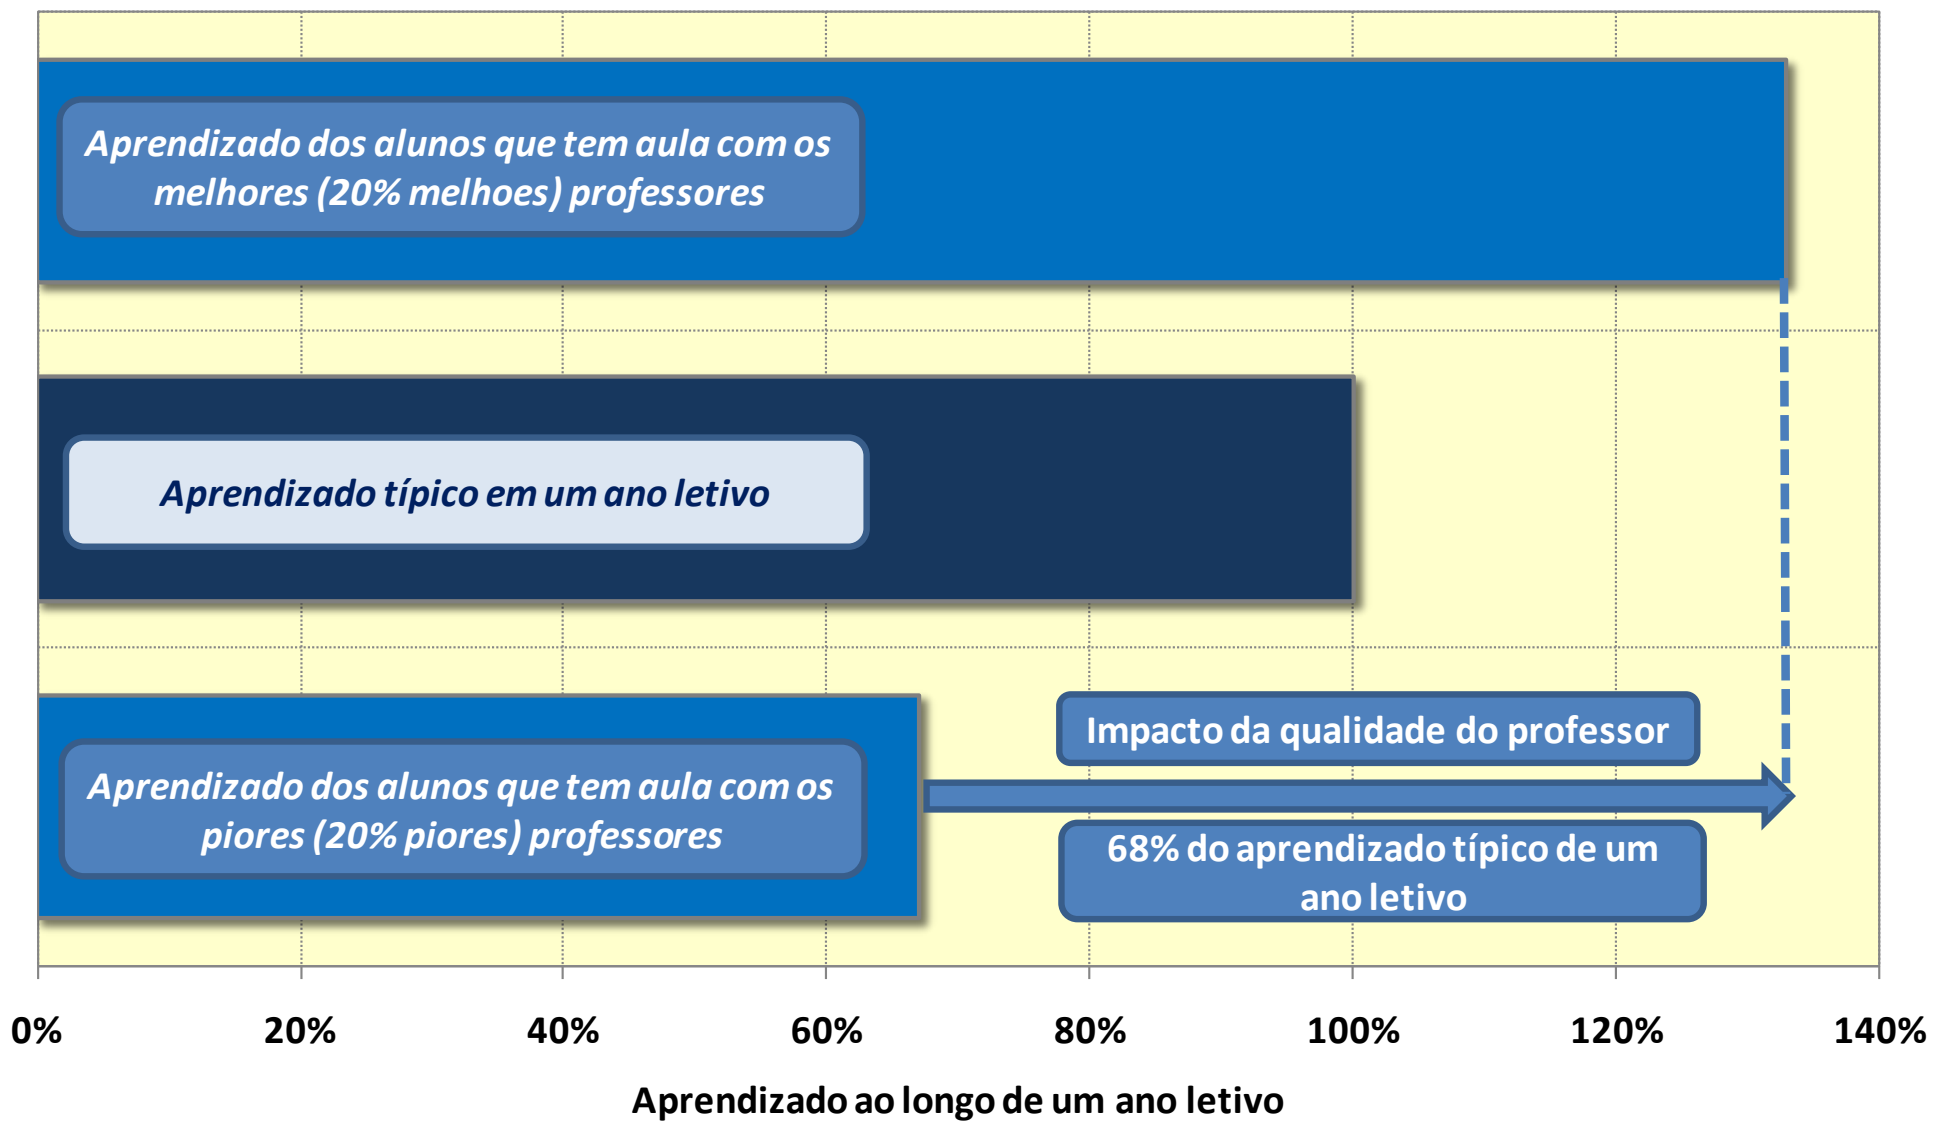 Aprendizado dos alunos que tem aula com os
melhores (20% melhoes) professores
Aprendizado típico em um ano letivo
Impacto da qualidade do professor
Aprendizado dos alunos que tem aula com os
piores (20% piores) professores
68% do aprendizado típico de um
ano letivo
0% 20% 40% 60% 80% 100% 120% 140%
Aprendizado ao longo de um ano letivo